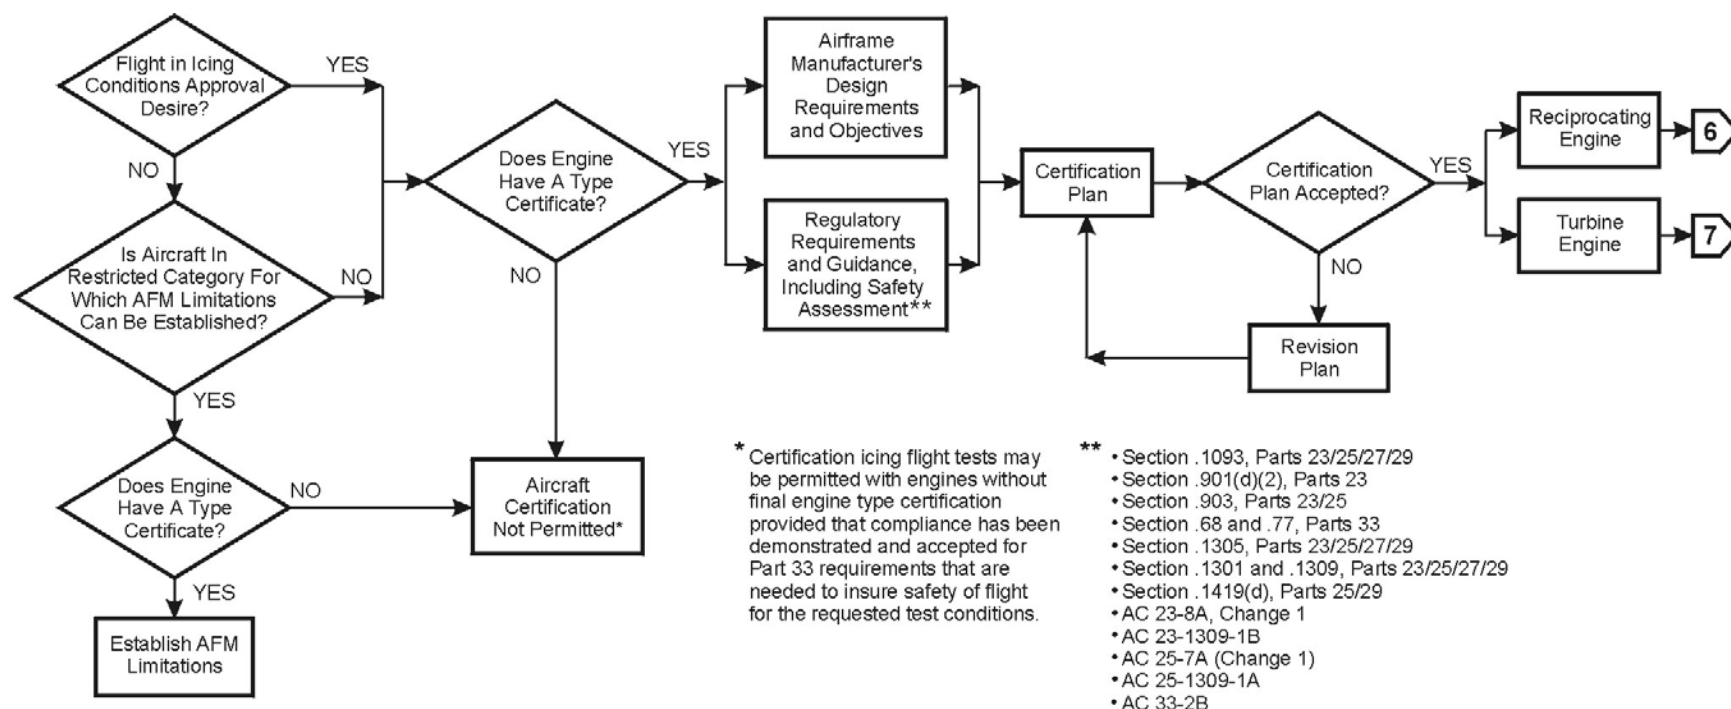 Flight in Icing
Conditions Approval
Desire?
YES
NO
Is Aircraft In
Restricted Category For
Which AFM Limitations
Can Be Established?
NO
YES
Does Engine
Have A Type
Certificate?
NO
YES
Establish AFM
Limitations
Does Engine
Have A Type
Certificate?
YES
NO
Aircraft
Certification
Not Permitted*
Airframe
Manufacturer's
Design
Requirements
and Objectives
Regulatory
Requirements
and Guidance,
Including Safety
Assessment**
Certification
Plan
Certification
Plan Accepted?
YES
NO
Revision
Plan
Reciprocating
Engine
6
Turbine
Engine
7
* Certification icing flight tests may
be permitted with engines without
final engine type certification
provided that compliance has been
demonstrated and accepted for
Part 33 requirements that are
needed to insure safety of flight
for the requested test conditions.
** • Section .1093, Parts 23/25/27/29
• Section .901(d)(2), Parts 23
• Section .903, Parts 23/25
• Section .68 and .77, Parts 33
• Section .1305, Parts 23/25/27/29
• Section .1301 and .1309, Parts 23/25/27/29
• Section .1419(d), Parts 25/29
• AC 23-8A, Change 1
• AC 23-1309-1B
• AC 25-7A (Change 1)
• AC 25-1309-1A
• AC 33-2B